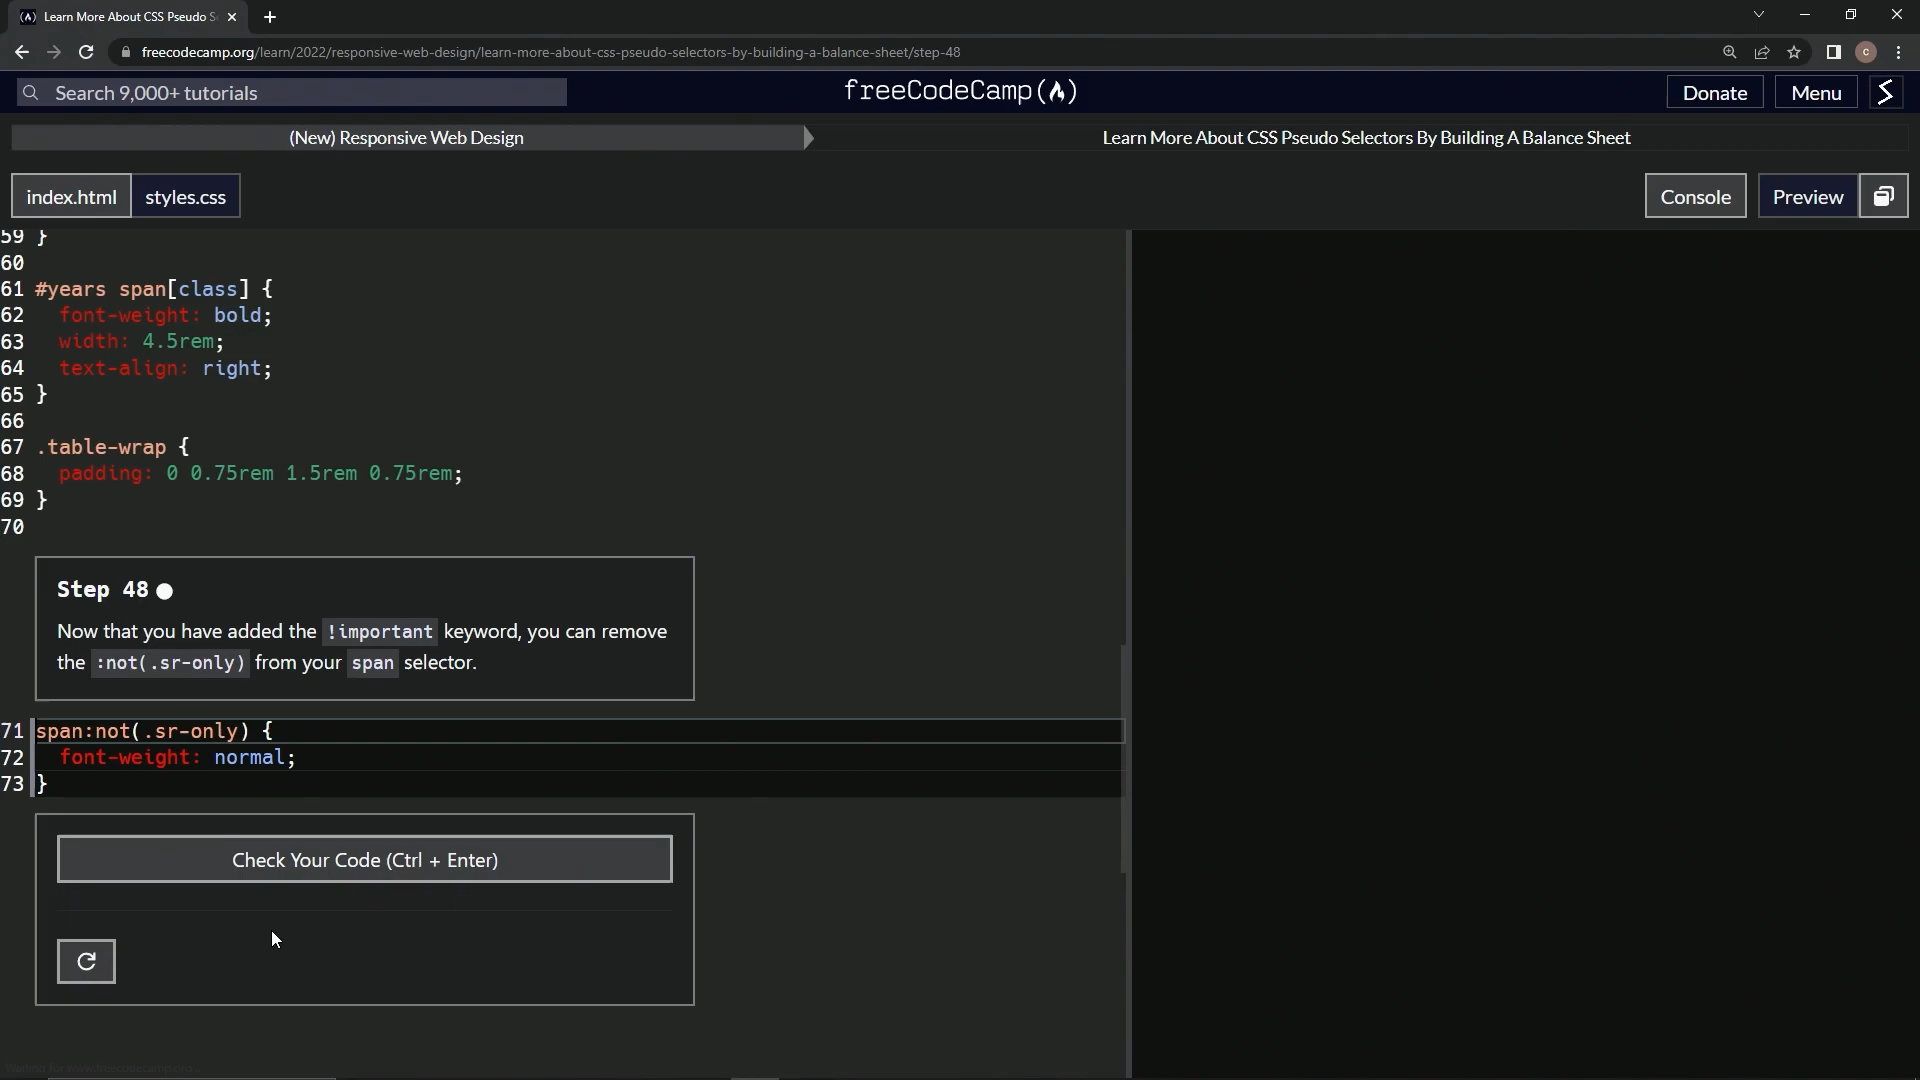 Learn More About CSS Pseudo S
freecodecamp.org/learn/2022/responsive-web-design/learn-more-about-css-pseudo-selectors-by-building-a-balance-sheet/step-48
c
Search 9,000+ tutorials
freeCodeCamp
Donate
Menu
(New) Responsive Web Design
Learn More About CSS Pseudo Selectors By Building A Balance Sheet
index.html
styles.css
Console
Preview
59 }
60
61 #years span[class] {
62 font-weight: bold;
63 width: 4.5rem;
64 text-align: right;
65 }
66
67 .table-wrap {
68 padding: 0 0.75rem 1.5rem 0.75rem;
69 }
70
Step 48
Now that you have added the !important keyword, you can remove
the :not(.sr-only) from your span selector.
71 span:not(.sr-only) {
72 font-weight: normal;
73 }
Check Your Code (Ctrl + Enter)